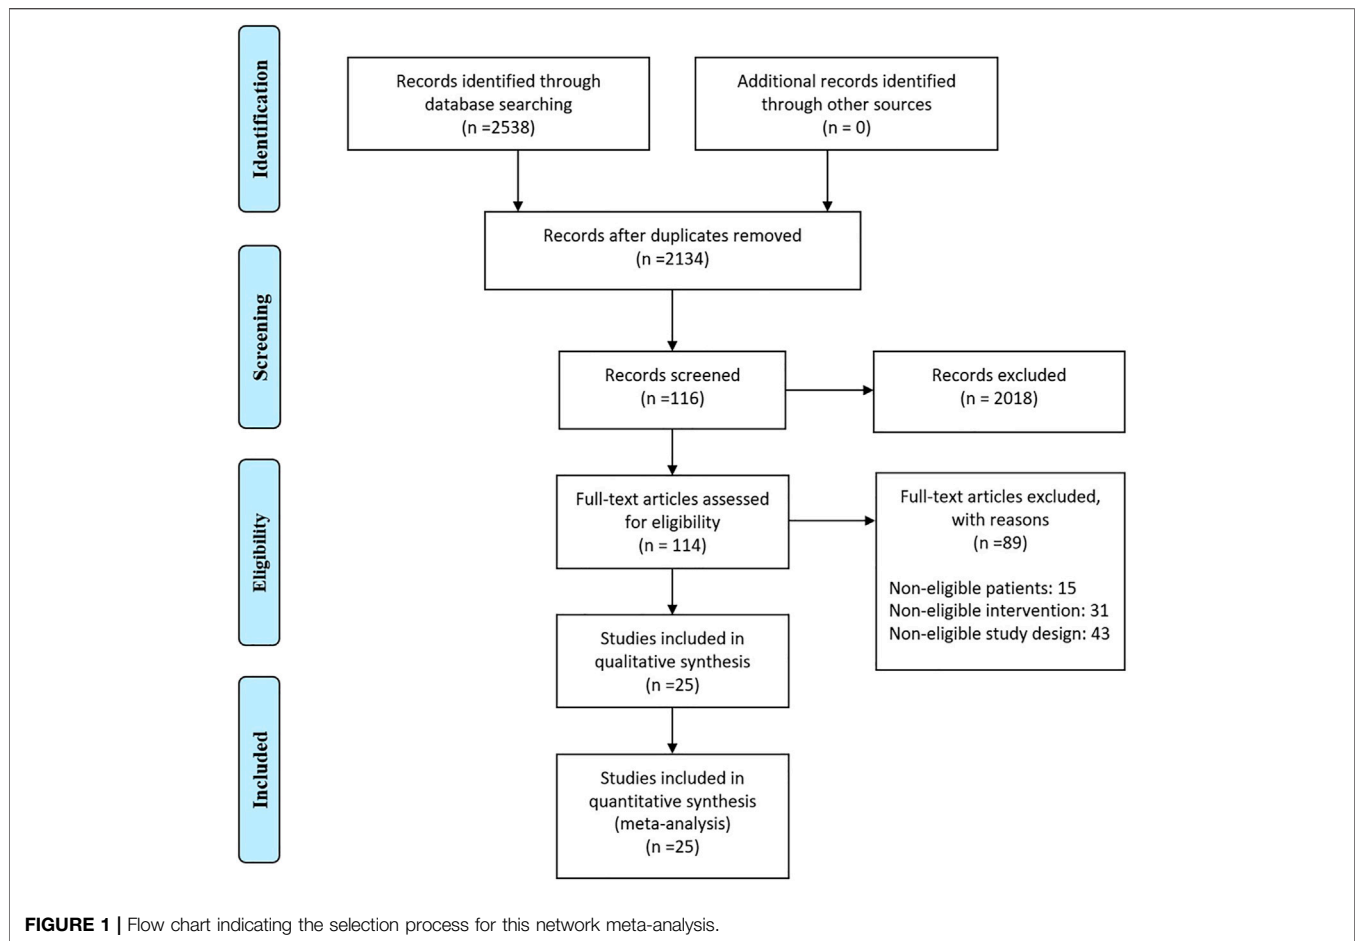 Identification
Records identified through
database searching
(n =2538)
Additional records identified
through other sources
(n = 0)
Records after duplicates removed
(n =2134)
Screening
Records screened
(n =116)
Records excluded
(n = 2018)
Eligibility
Full-text articles assessed
for eligibility
(n = 114)
Full-text articles excluded,
with reasons
(n =89)
Non-eligible patients: 15
Non-eligible intervention: 31
Non-eligible study design: 43
Studies included in
qualitative synthesis
(n =25)
Included
Studies included in
quantitative synthesis
(meta-analysis)
(n =25)
FIGURE 1 | Flow chart indicating the selection process for this network meta-analysis.